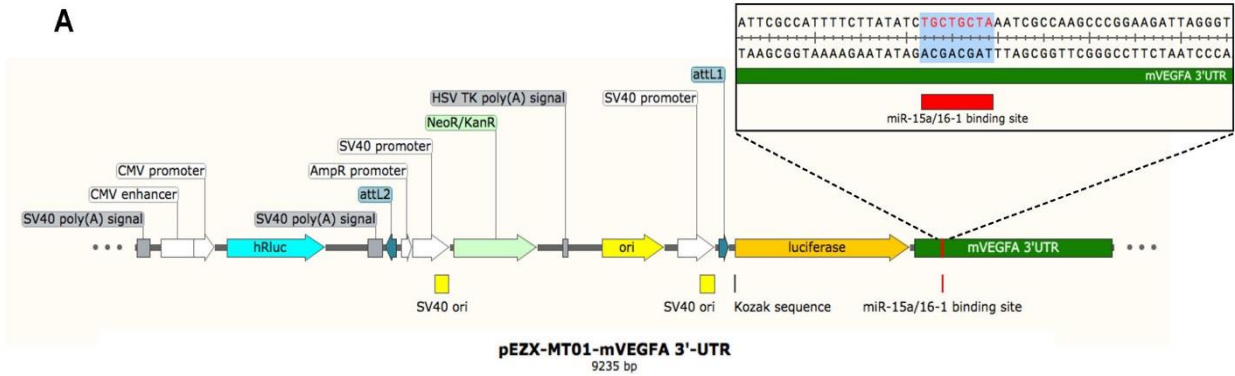 A
ATTCGCCATTTTCTTATATCTGCTGCTAAATCGCCAAGCCCGGAAGATTAGGGT
TAAGCGGTAAAAGAATATAGACGACGATTTAGCGGTTCGGGCCTTCTAATCCCA
mVEGFA 3'UTR
miR-15a/16-1 binding site
attL1
HSV TK poly(A) signal
SV40 promoter
NeoR/KanR
SV40 promoter
CMV promoter
AmpR promoter
CMV enhancer
attL2
SV40 poly(A) signal
SV40 poly(A) signal
hRluc
ori
luciferase
mVEGFA 3'UTR
SV40 ori
SV40 ori
Kozak sequence
miR-15a/16-1 binding site
pEZX-MT01-mVEGFA 3'-UTR
9235 bp